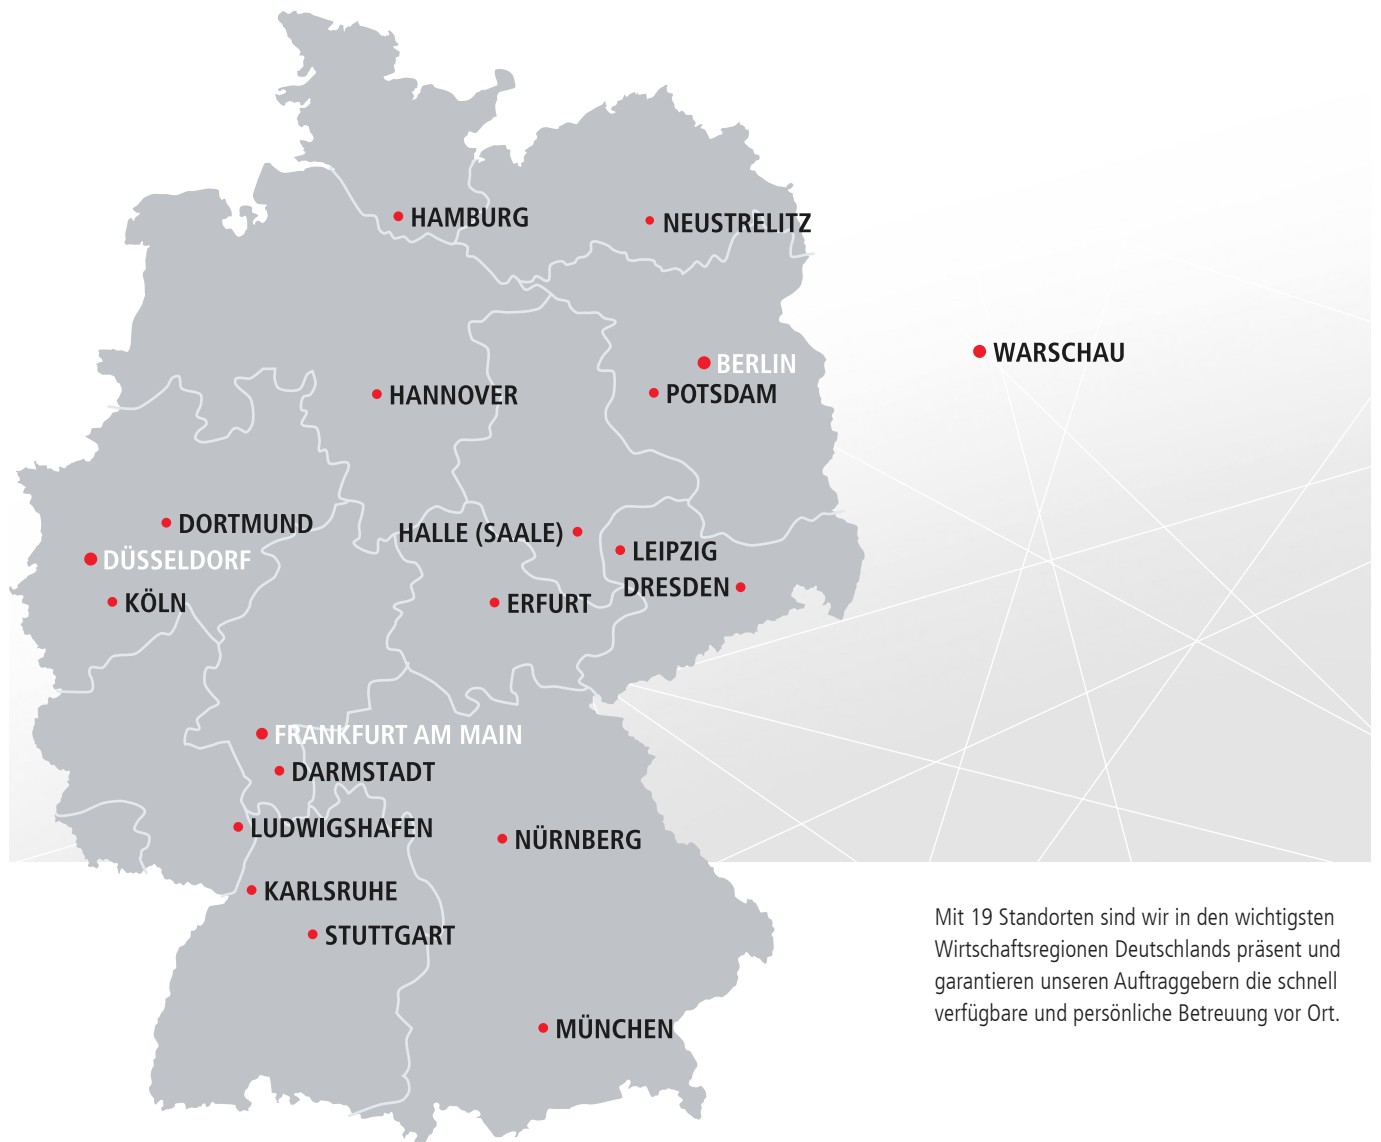 HAMBURG
NEUSTRELITZ
WARSCHAU
BERLIN
HANNOVER
POTSDAM
DORTMUND
HALLE (SAALE)
LEIPZIG
DÜSSELDORF
DRESDEN
KÖLN
ERFURT
FRANKFURT AM MAIN
DARMSTADT
LUDWIGSHAFEN
NÜRNBERG
KARLSRUHE
STUTTGART
MÜNCHEN
Mit 19 Standorten sind wir in den wichtigsten
Wirtschaftsregionen Deutschlands präsent und
garantieren unseren Auftraggebern die schnell
verfügbare und persönliche Betreuung vor Ort.